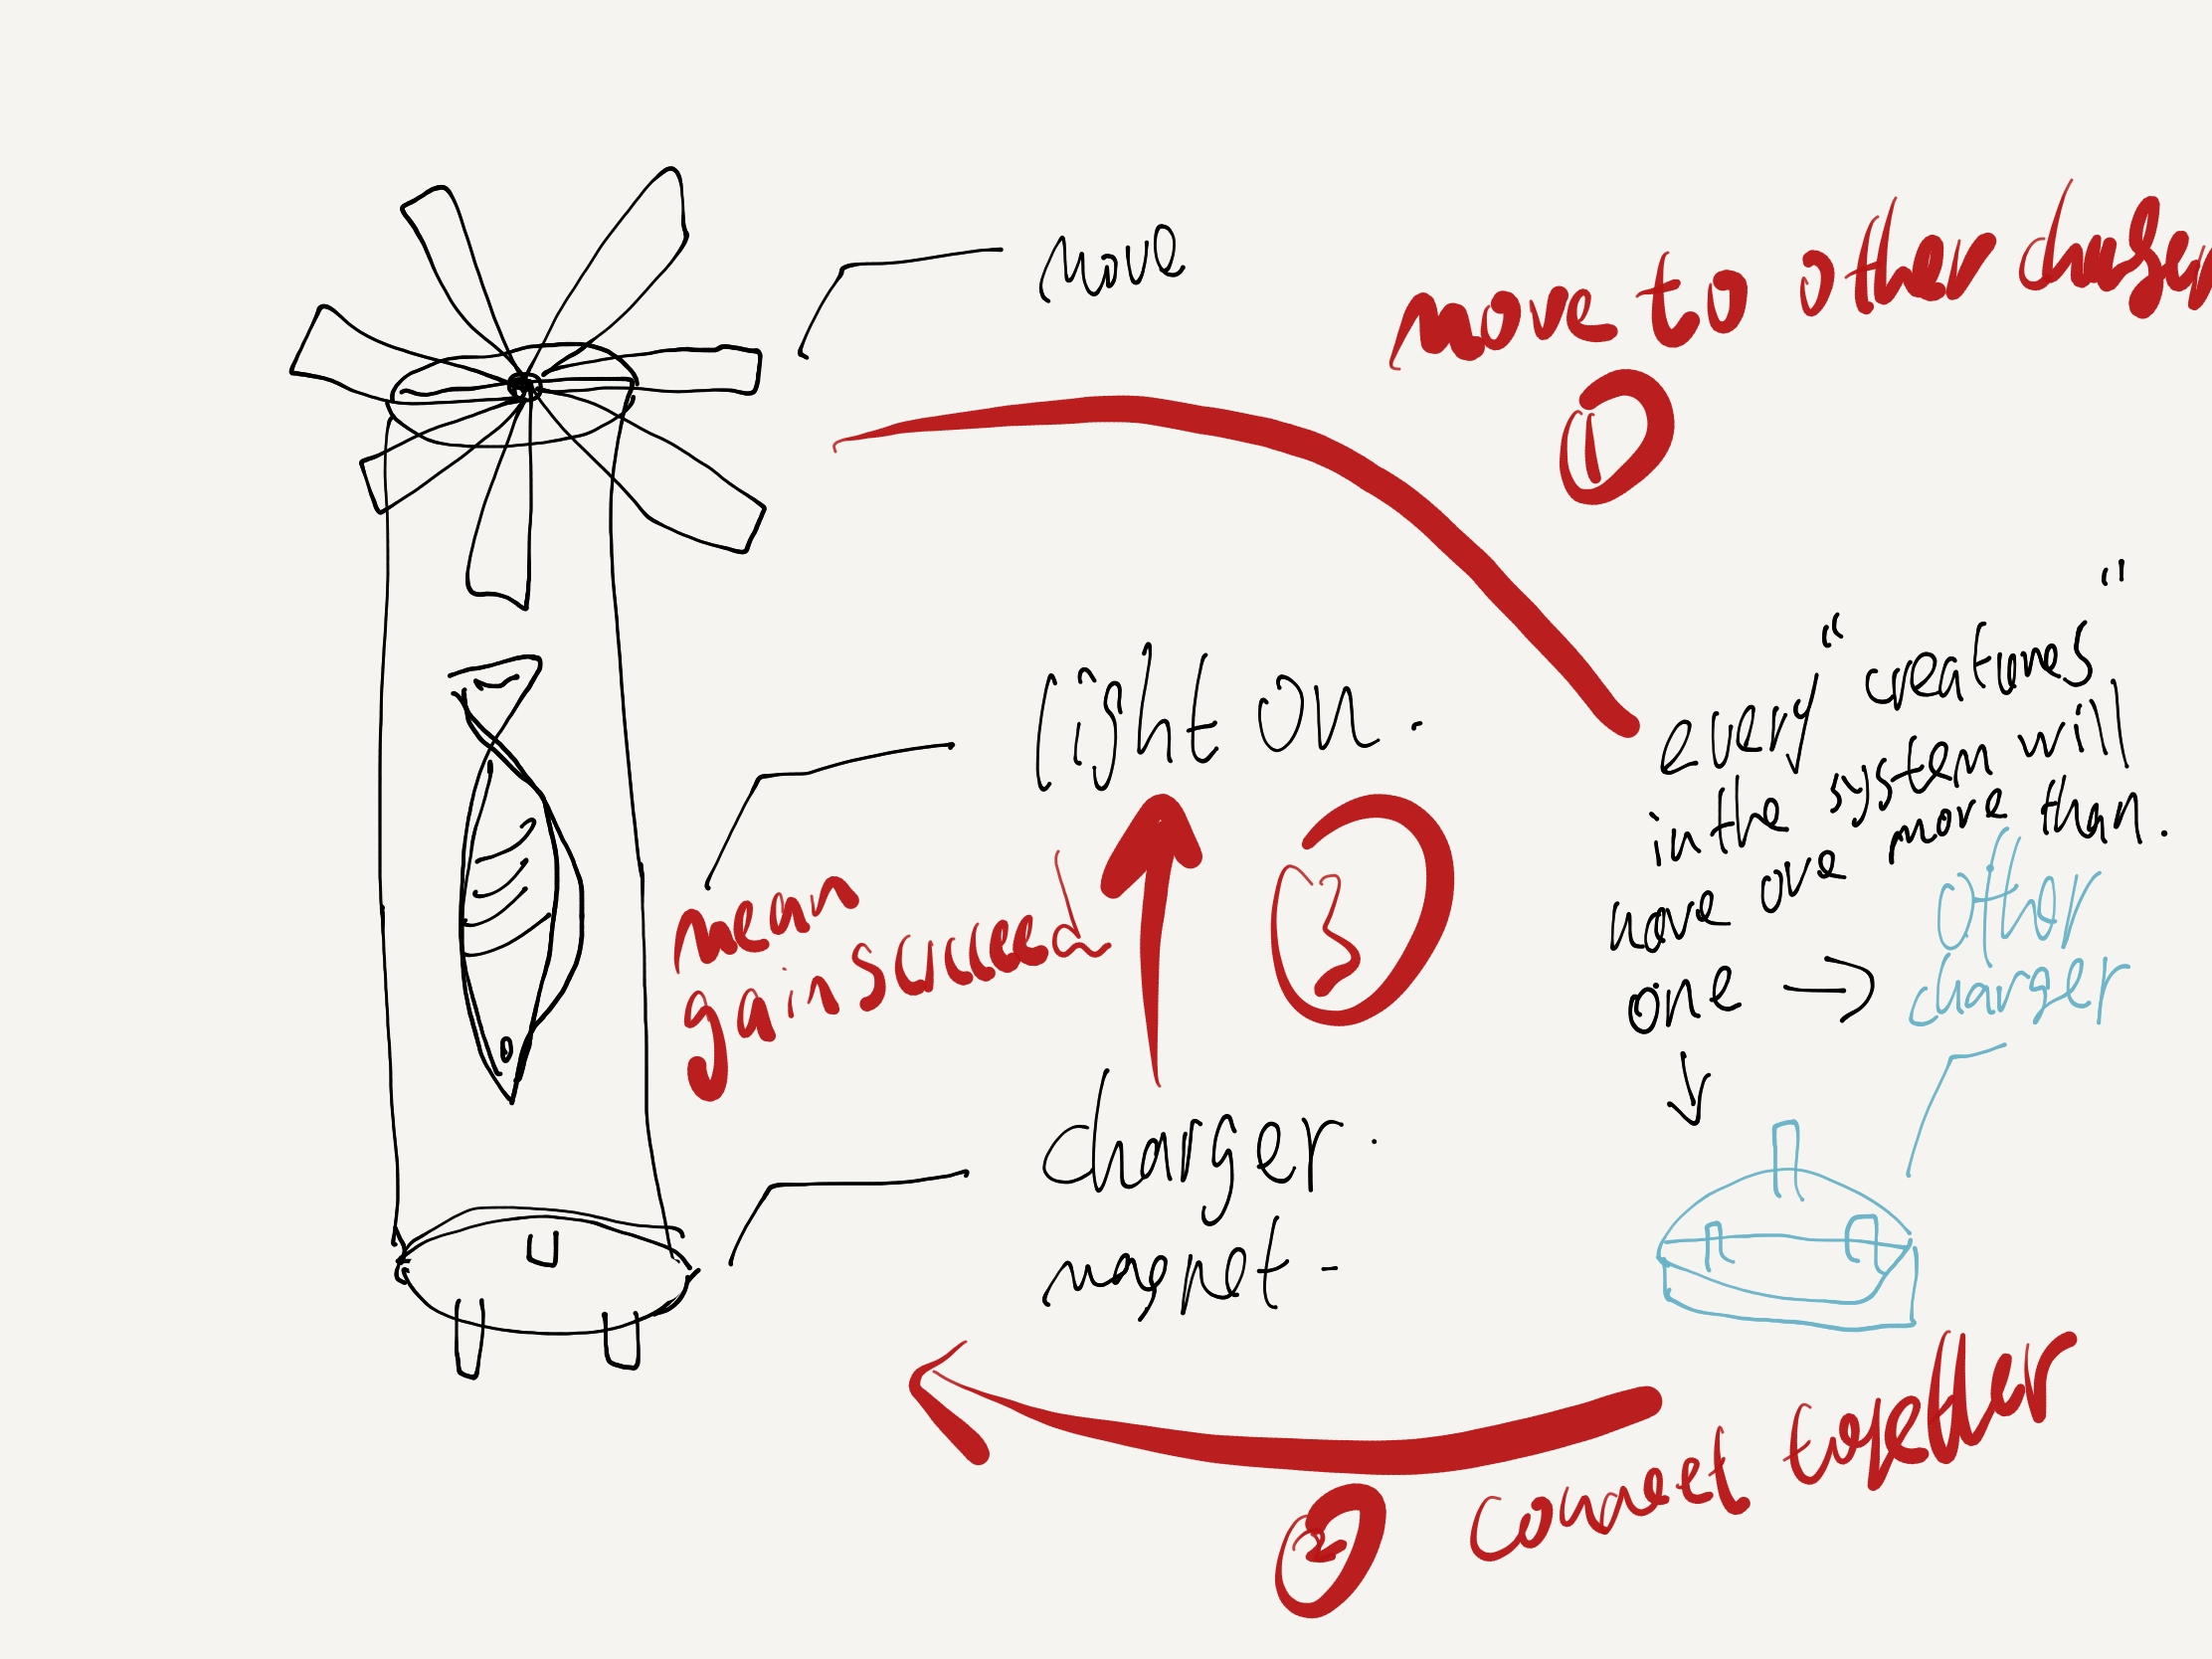 move
move to other charger
1
light on.
every "creatures"
in the system will
have one more than.
one →
other
charger
mean
gain succeed
3
charger.
magnet -
connect together
2